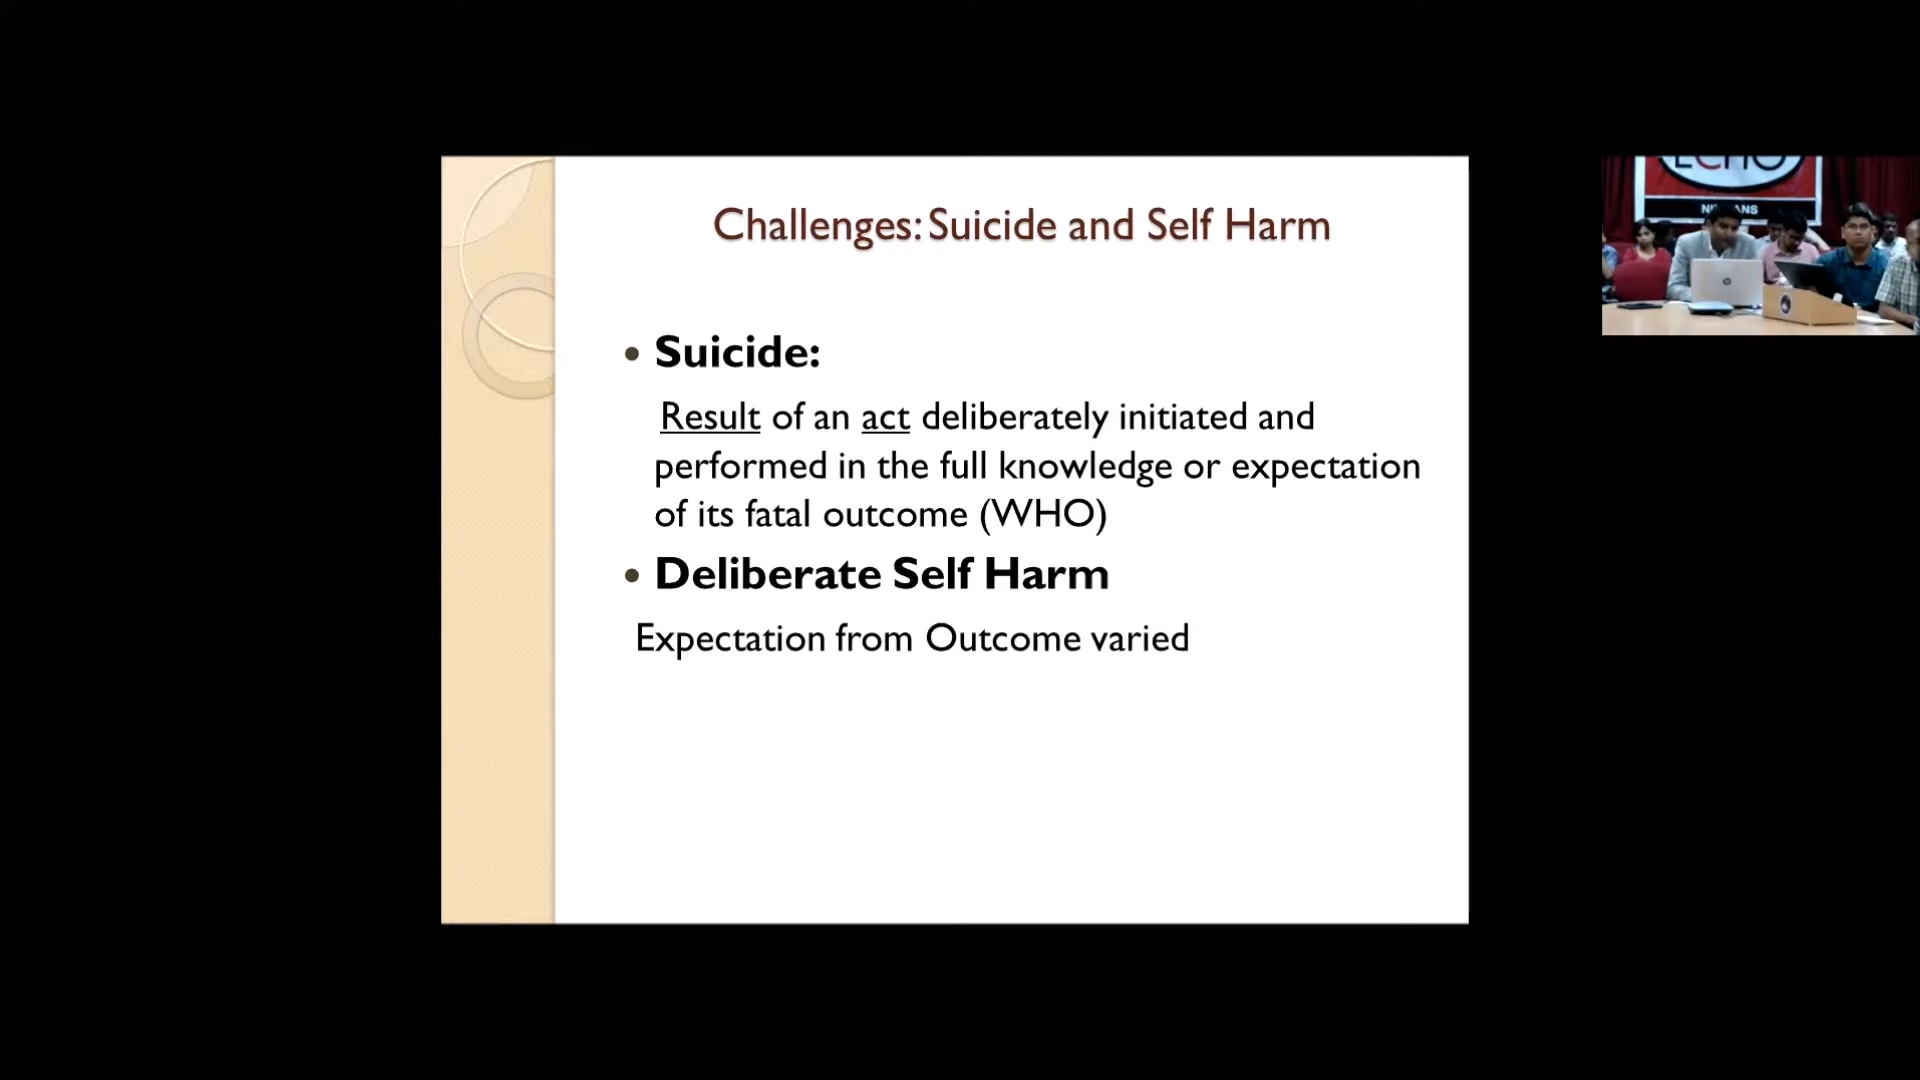 Challenges: Suicide and Self Harm
• Suicide:
Result of an act deliberately initiated and
performed in the full knowledge or expectation
of its fatal outcome (WHO)
• Deliberate Self Harm
Expectation from Outcome varied
ECHO